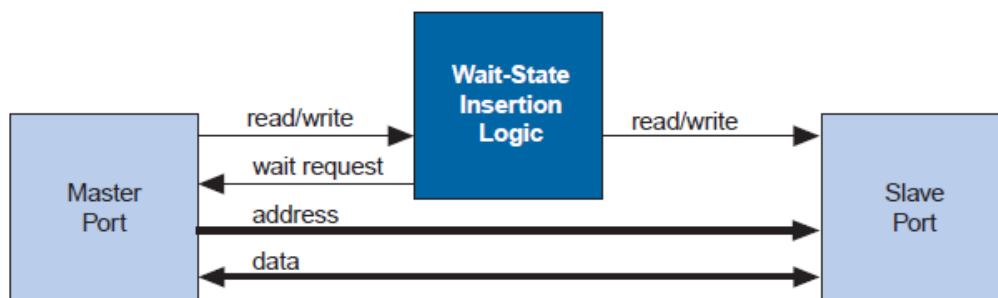 Wait-State
Insertion
Logic
read/write
read/write
wait request
Master
Port
address
data
Slave
Port